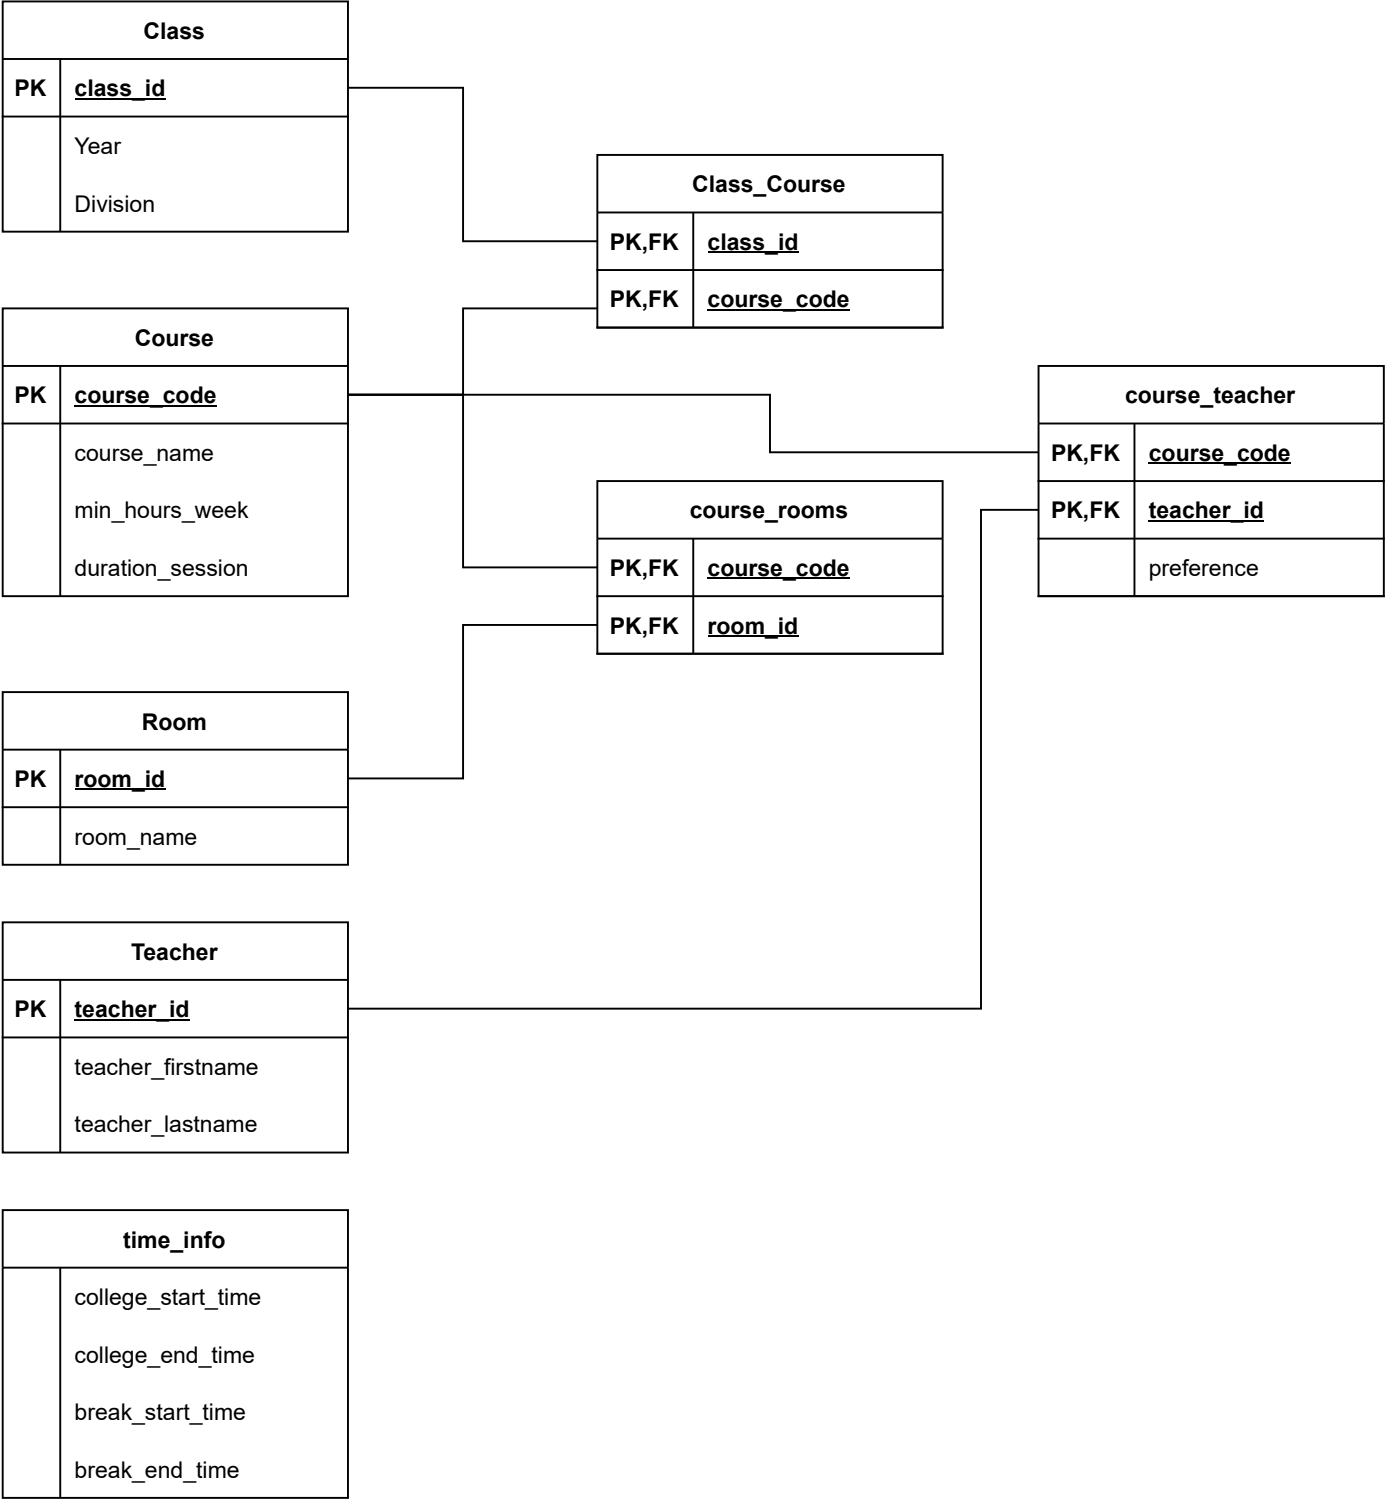 Class
PK class_id
Year
Division
Class_Course
PK,FK class_id
PK,FK course_code
Course
PK course_code
course_name
min_hours_week
duration_session
course_teacher
PK,FK course_code
PK,FK teacher_id
preference
course_rooms
PK,FK course_code
PK,FK room_id
Room
PK room_id
room_name
Teacher
PK teacher_id
teacher_firstname
teacher_lastname
time_info
college_start_time
college_end_time
break_start_time
break_end_time